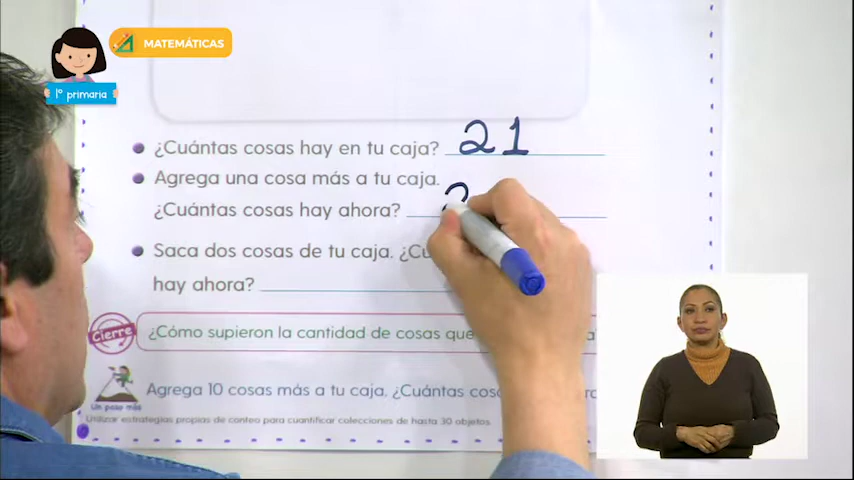 MATEMÁTICAS
1° primaria
¿Cuántas cosas hay en tu caja? 21
Agrega una cosa más a tu caja.
¿Cuántas cosas hay ahora? 2
Saca dos cosas de tu caja.
hay ahora?
Cierre
¿Cómo supieron la cantidad de cosas que
Un paso más
Agrega 10 cosas más a tu caja. ¿Cuántas
Utilizar estrategias propias de conteo para cuantificar colecciones de hasta 30 objetos.